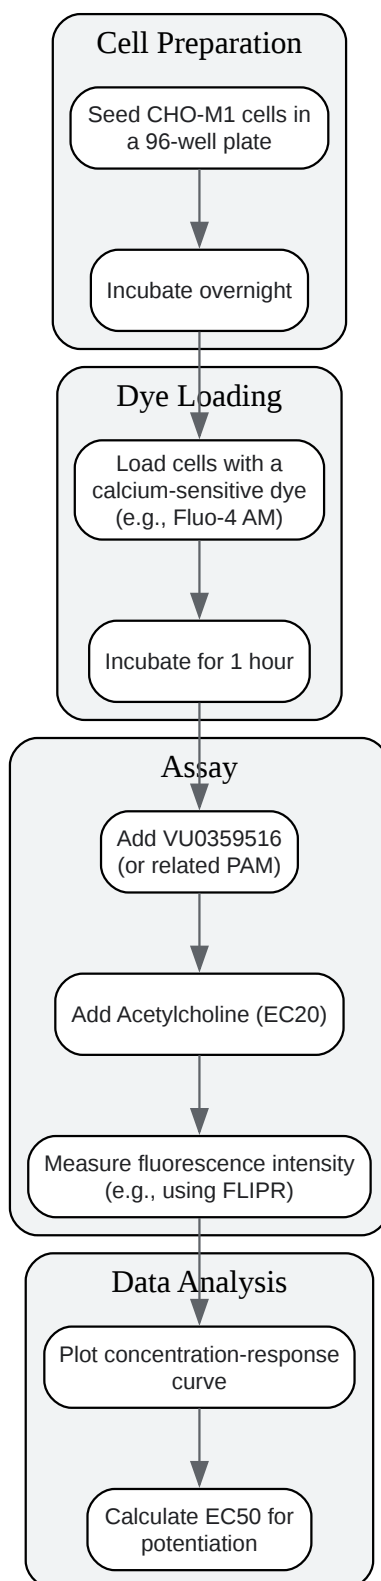 Cell Preparation
Seed CHO-M1 cells in
a 96-well plate
Incubate overnight
Dye Loading
Load cells with a
calcium-sensitive dye
(e.g., Fluo-4 AM)
Incubate for 1 hour
Assay
Add VU0359516
(or related PAM)
Add Acetylcholine (EC20)
Measure fluorescence intensity
(e.g., using FLIPR)
Data Analysis
Plot concentration-response
curve
Calculate EC50 for
potentiation